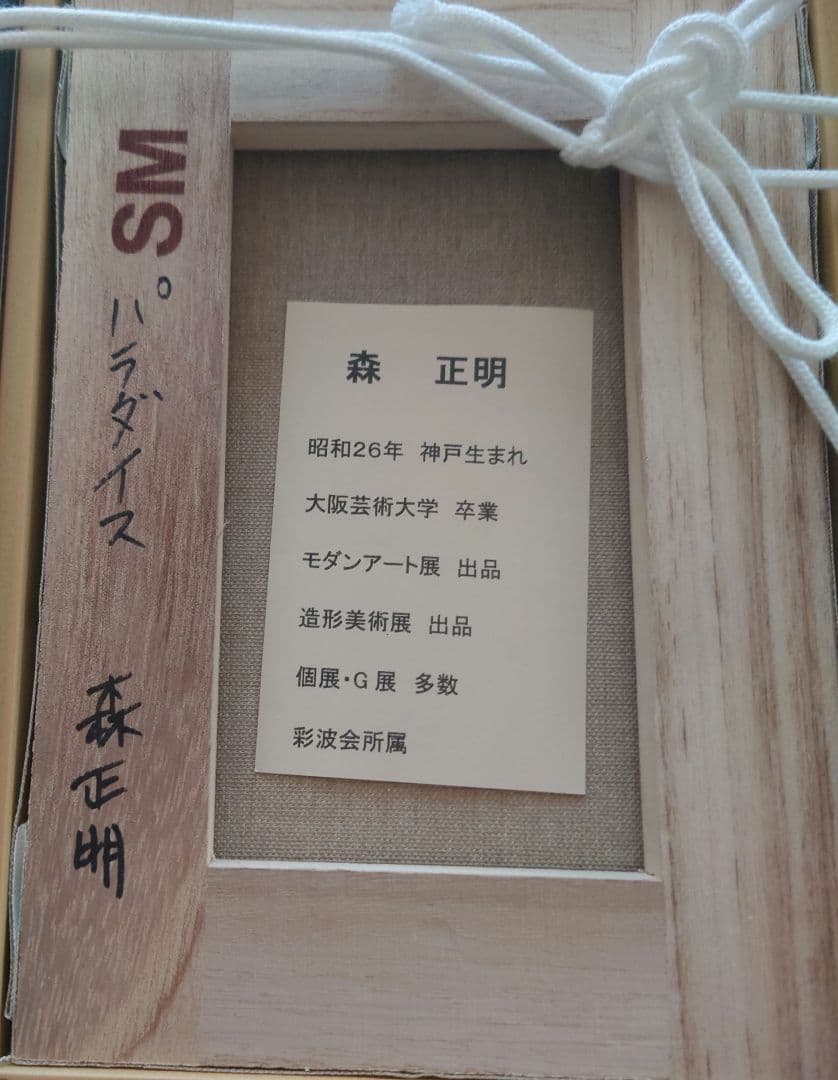 SM
パラダイス
森正明
森 正明
昭和26年 神戸生まれ
大阪芸術大学 卒業
モダンアート展 出品
造形美術展 出品
個展・G展 多数
彩波会所属